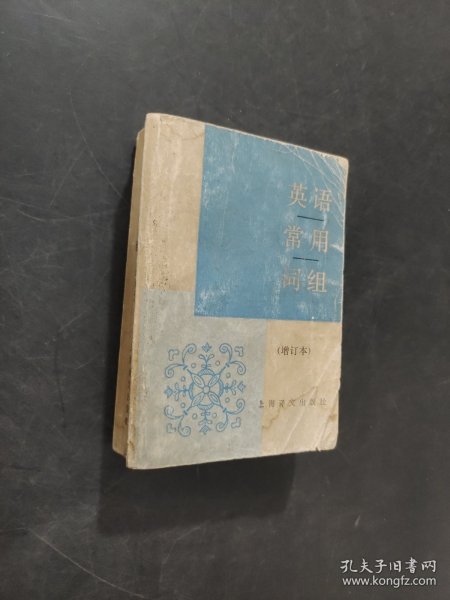 英语
常用
词组
(增订本)
上海译文出版社
孔夫子旧书网
www.kongfz.com